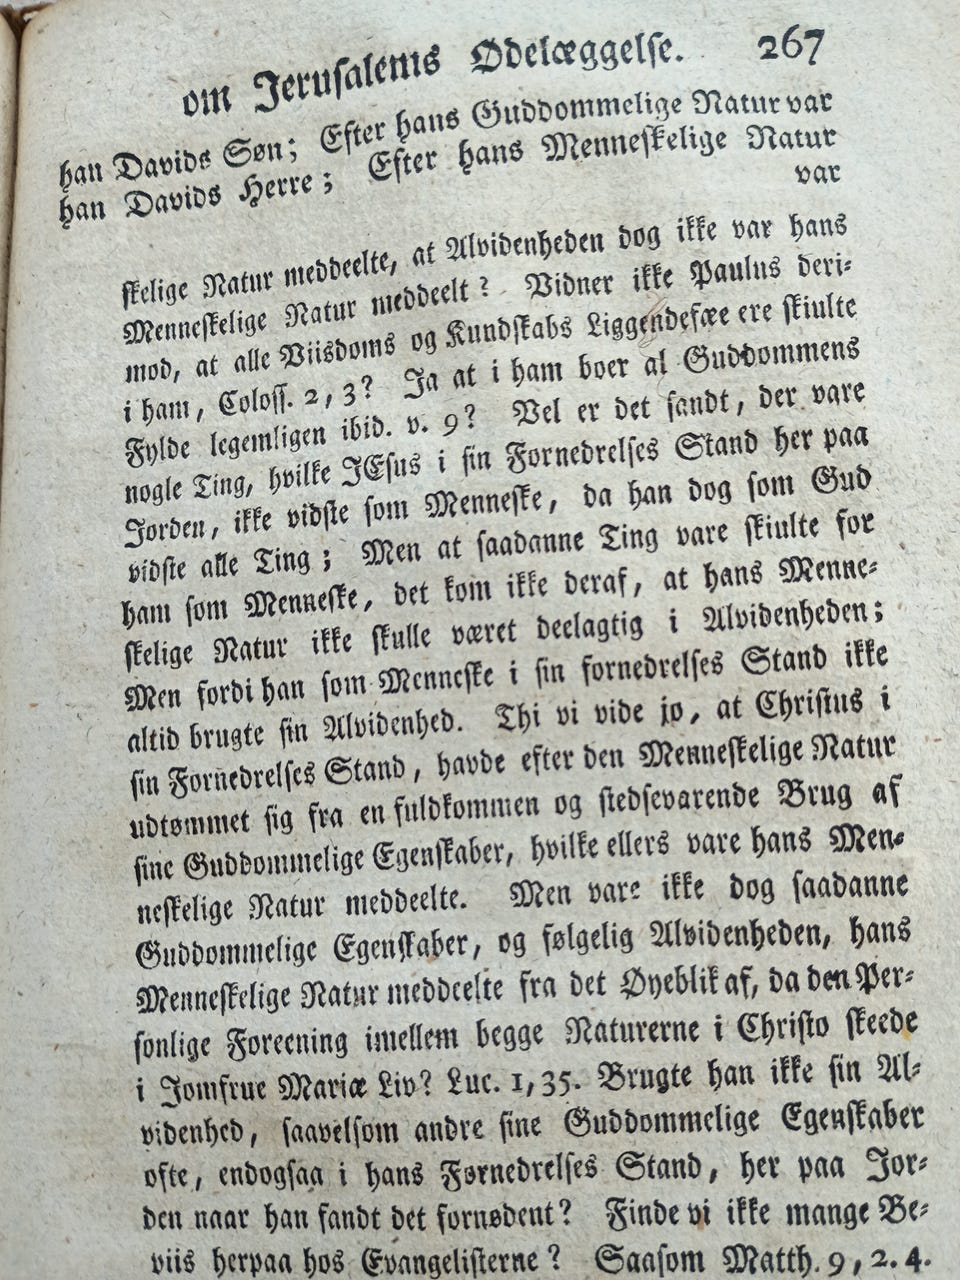 om Jerusalems Ødelæggelse. 267
han Davids Søn; Efter hans Guddommelige Natur var
han Davids Herre; Efter hans Menneskelige Natur
var
skelige Natur meddeelte, at Alvidenheden dog ikke var hans
Menneskelige Natur meddeelt? Vidner ikke Paulus deri-
mod, at alle Viisdoms og Kundskabs Liggendefæe ere skiulte
i ham, Coloss. 2, 3? Ja at i ham boer al Guddommens
Fylde legemligen ibid. v. 9? Vel er det sandt, der vare
nogle Ting, hvilke JEsus i sin Fornedrelses Stand her paa
Jorden, ikke vidste som Menneske, da han dog som Gud
vidste alle Ting; Men at saadanne Ting vare skiulte for
ham som Menneske, det kom ikke deraf, at hans Menne-
skelige Natur ikke skulle været deelagtig i Alvidenheden;
Men fordi han som Menneske i sin fornedrelses Stand ikke
altid brugte sin Alvidenhed. Thi vi vide jo, at Christus i
sin Fornedrelses Stand, havde efter den Menneskelige Natur
udtømmet sig fra en fuldkommen og stedsevarende Brug af
sine Guddommelige Egenskaber, hvilke ellers vare hans Men-
neskelige Natur meddeelte. Men vare ikke dog saadanne
Guddommelige Egenskaber, og følgelig Alvidenheden, hans
Menneskelige Natur meddeelte fra det Øyeblik af, da den Per-
sonlige Foreening imellem begge Naturerne i Christo skeede
i Jomfrue Mariæ Liv? Luc. 1, 35. Brugte han ikke sin Al-
videnhed, saavelsom andre sine Guddommelige Egenskaber
ofte, endogsaa i hans Førnedrelses Stand, her paa Jor-
den naar han fandt det fornødent? Finde vi ikke mange Be-
viis herpaa hos Evangelisterne? Saasom Matth. 9, 2. 4.